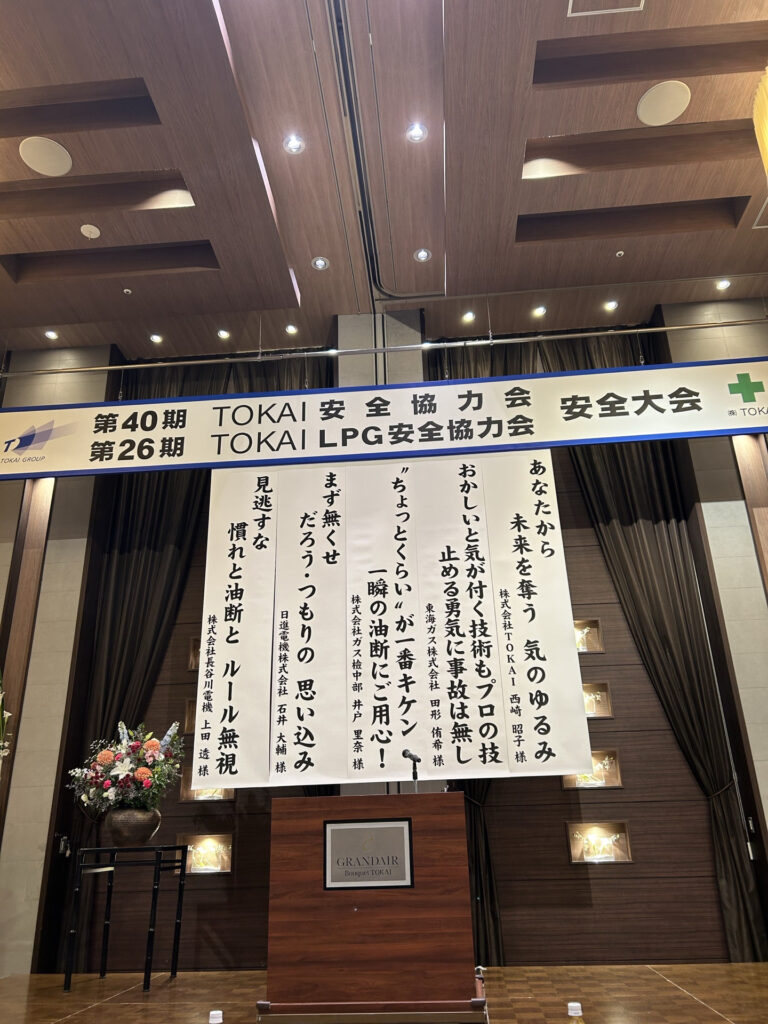 第40期 TOKAI 安全協力会 安全大会
第26期 TOKAI LPG安全協力会
TOKAI GROUP
㈱TOKA
あなたから
未来を奪う 気のゆるみ
株式会社TOKAI 西崎 昭子 様
おかしいと気が付く技術もプロの技
止める勇気に事故は無し
東海ガス株式会社 田形 侑希 様
〝ちょっとくらい〟が一番キケン
一瞬の油断にご用心!
株式会社ガス検中部 井戸 里奈 様
まず無くせ
だろう・つもりの 思い込み
日進電機株式会社 石井 大輔 様
見逃すな
慣れと油断と ルール無視
株式会社長谷川電機 上田 透 様
GRANDAIR
Bouquet TOKAI